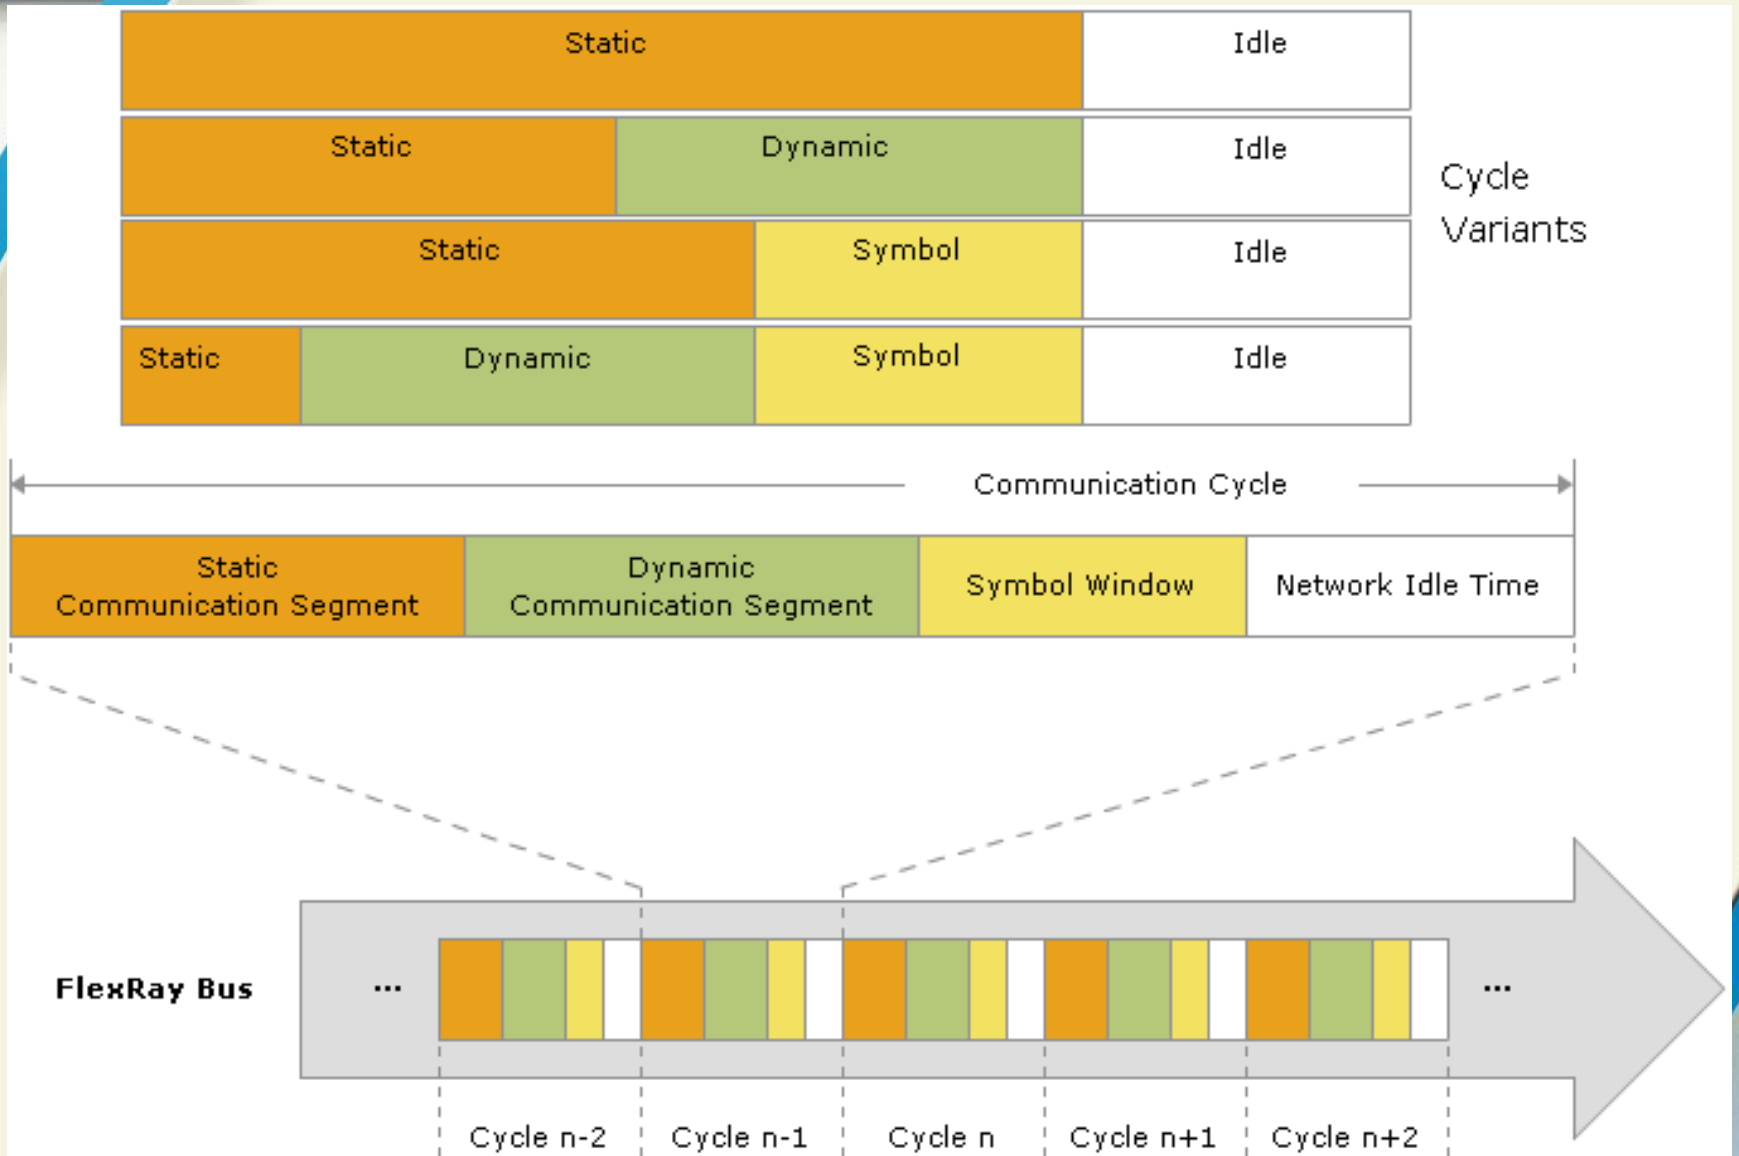 Static Idle
Static Dynamic Idle
Cycle
Variants
Static Symbol Idle
Static Dynamic Symbol Idle
Communication Cycle
Static
Communication Segment
Dynamic
Communication Segment
Symbol Window
Network Idle Time
FlexRay Bus
...
...
Cycle n-2 Cycle n-1 Cycle n Cycle n+1 Cycle n+2